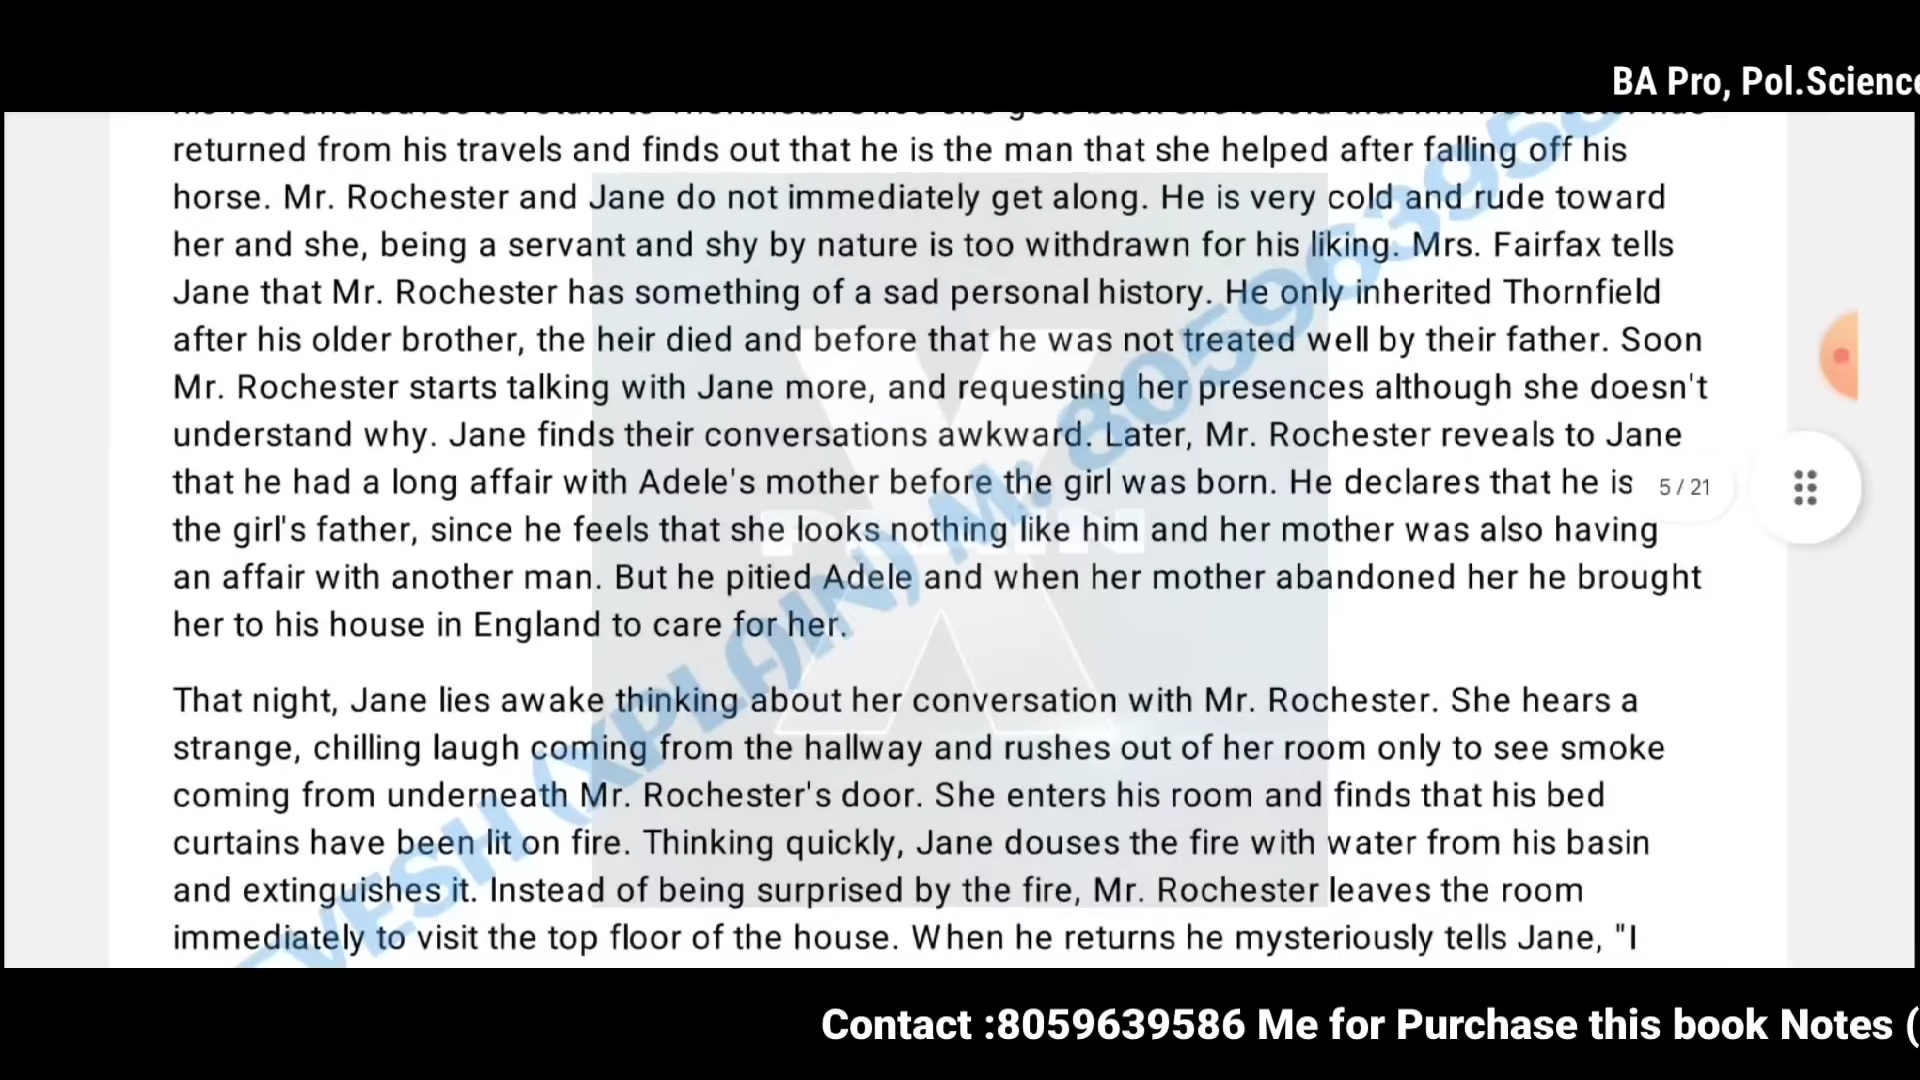 BA Pro, Pol.Science
returned from his travels and finds out that he is the man that she helped after falling off his
horse. Mr. Rochester and Jane do not immediately get along. He is very cold and rude toward
her and she, being a servant and shy by nature is too withdrawn for his liking. Mrs. Fairfax tells
Jane that Mr. Rochester has something of a sad personal history. He only inherited Thornfield
after his older brother, the heir died and before that he was not treated well by their father. Soon
Mr. Rochester starts talking with Jane more, and requesting her presences although she doesn't
understand why. Jane finds their conversations awkward. Later, Mr. Rochester reveals to Jane
that he had a long affair with Adele's mother before the girl was born. He declares that he is
5 / 21
the girl's father, since he feels that she looks nothing like him and her mother was also having
an affair with another man. But he pitied Adele and when her mother abandoned her he brought
her to his house in England to care for her.
That night, Jane lies awake thinking about her conversation with Mr. Rochester. She hears a
strange, chilling laugh coming from the hallway and rushes out of her room only to see smoke
coming from underneath Mr. Rochester's door. She enters his room and finds that his bed
curtains have been lit on fire. Thinking quickly, Jane douses the fire with water from his basin
and extinguishes it. Instead of being surprised by the fire, Mr. Rochester leaves the room
immediately to visit the top floor of the house. When he returns he mysteriously tells Jane, "I
(XPLAIN) M:
Contact :8059639586 Me for Purchase this book Notes (